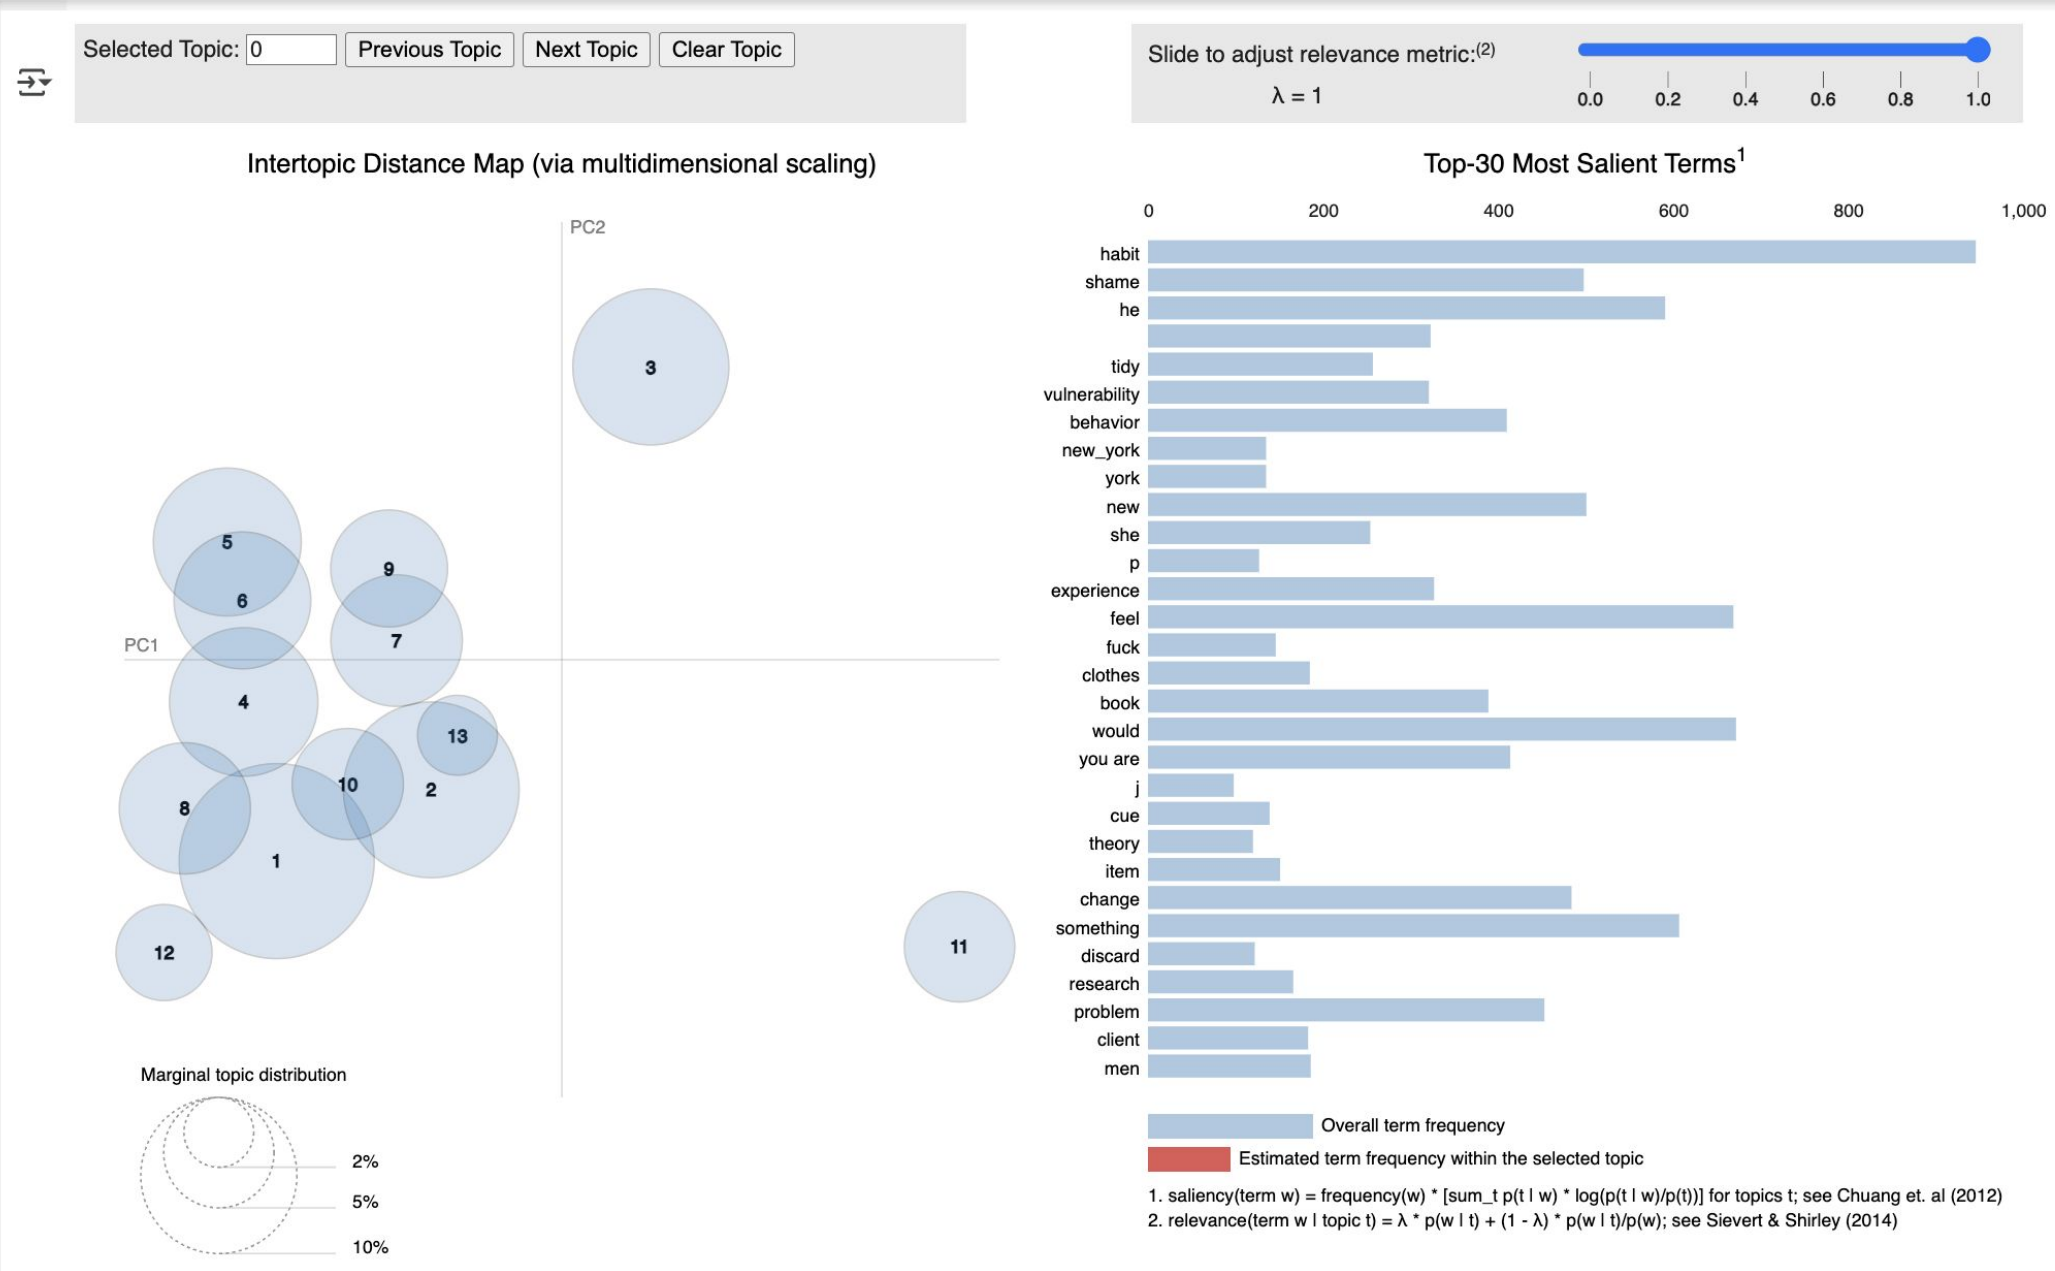 Selected Topic: 0 Previous Topic Next Topic Clear Topic
Slide to adjust relevance metric:(2)
λ = 1
0.0 0.2 0.4 0.6 0.8 1.0
Intertopic Distance Map (via multidimensional scaling)
PC2
PC1
3
5
9
6
7
4
13
10
2
8
1
12
11
Marginal topic distribution
2%
5%
10%
Top-30 Most Salient Terms1
0 200 400 600 800 1,000
habit
shame
he
tidy
vulnerability
behavior
new_york
york
new
she
p
experience
feel
fuck
clothes
book
would
you are
j
cue
theory
item
change
something
discard
research
problem
client
men
Overall term frequency
Estimated term frequency within the selected topic
1. saliency(term w) = frequency(w) * [sum_t p(t | w) * log(p(t | w)/p(t))] for topics t; see Chuang et. al (2012)
2. relevance(term w | topic t) = λ * p(w | t) + (1 - λ) * p(w | t)/p(w); see Sievert & Shirley (2014)